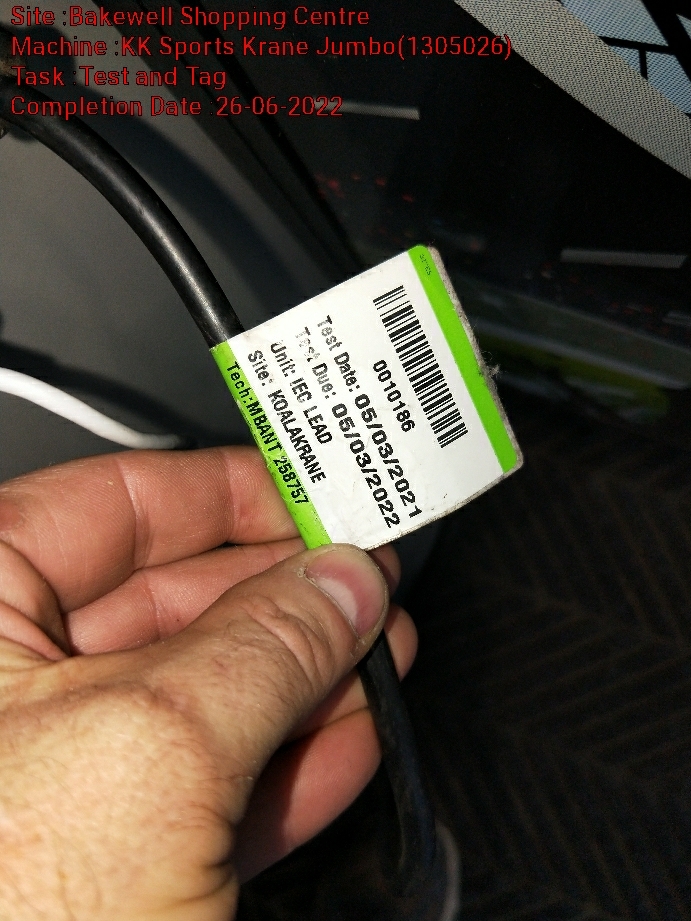 Site :Bakewell Shopping Centre
Machine :KK Sports Krane Jumbo(1305026)
Task :Test and Tag
Completion Date :26-06-2022
0010186
Test Date: 05/03/2021
Test Due: 05/03/2022
Unit: IEC LEAD
Site: KOALAKRANE
Tech:MBANT 258757